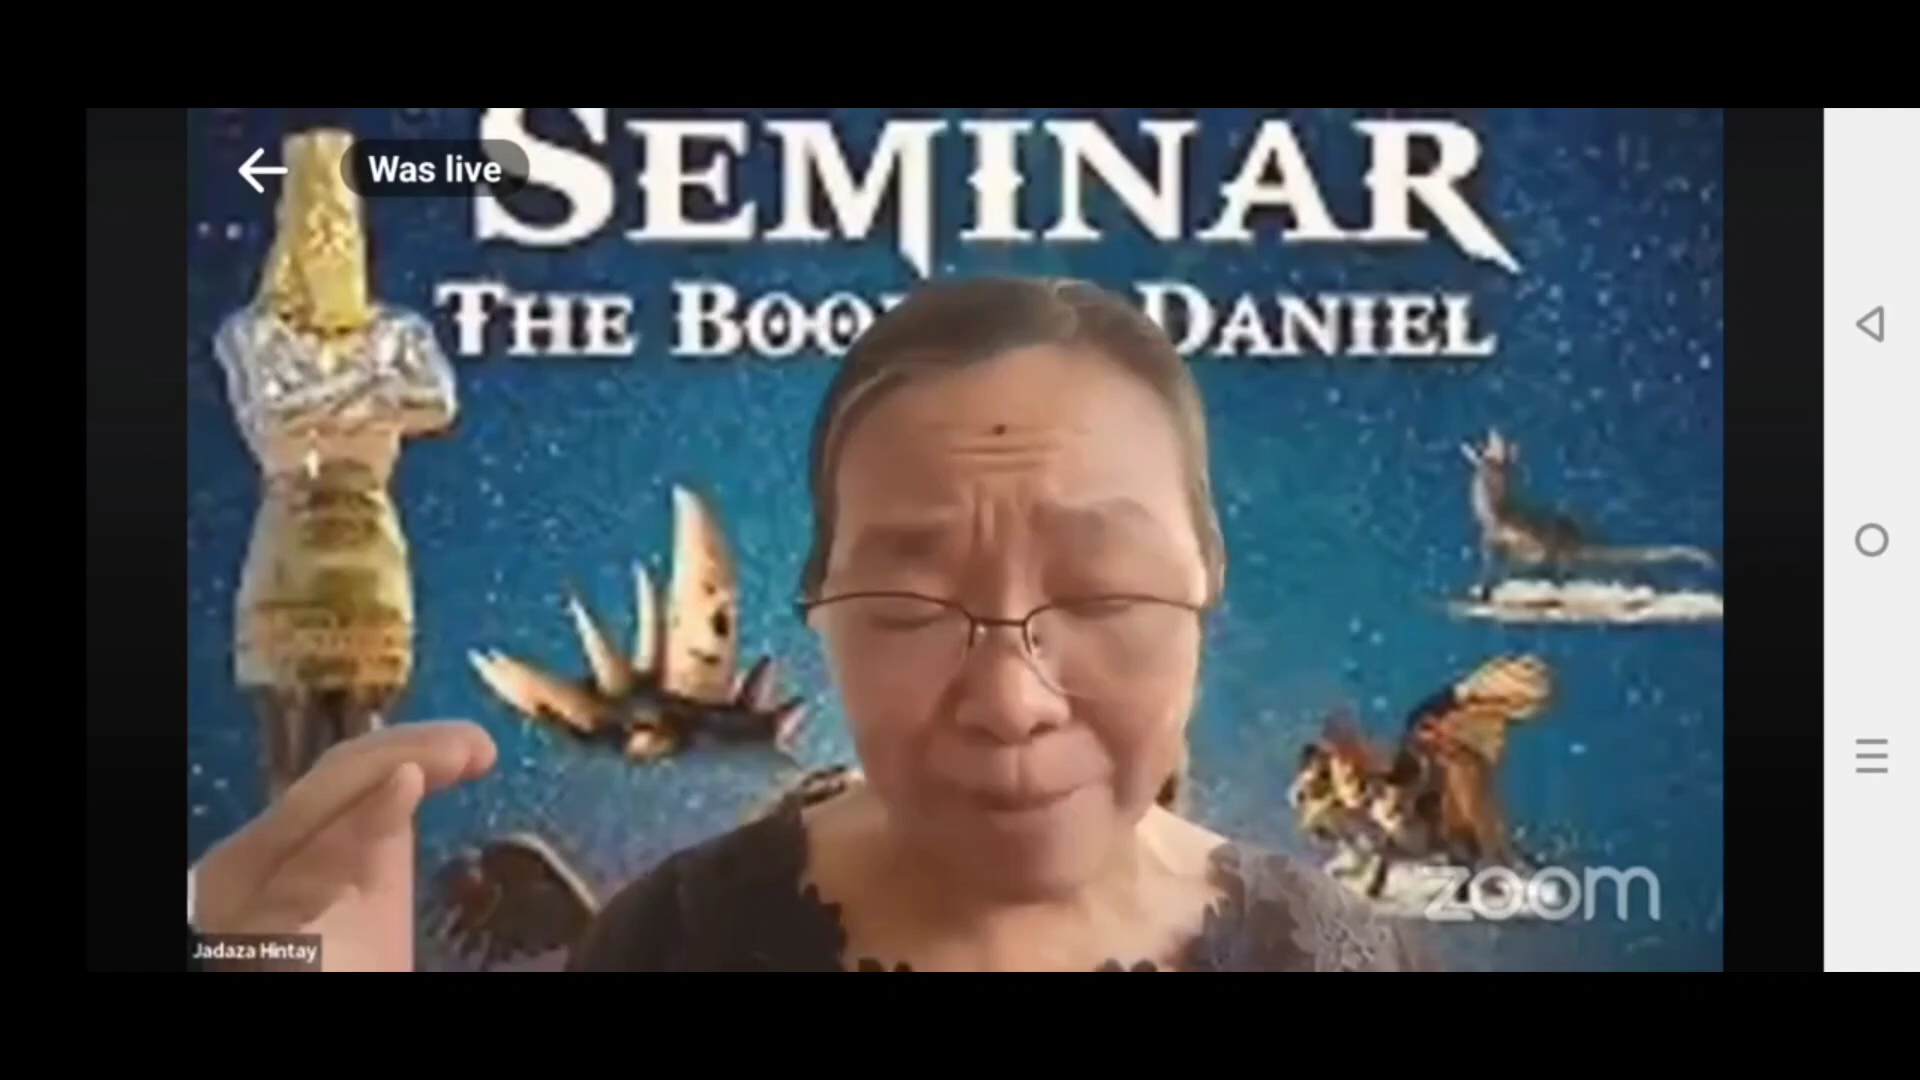 Was live
SEMINAR
THE BOO DANIEL
zoom
Jadaza Hintay